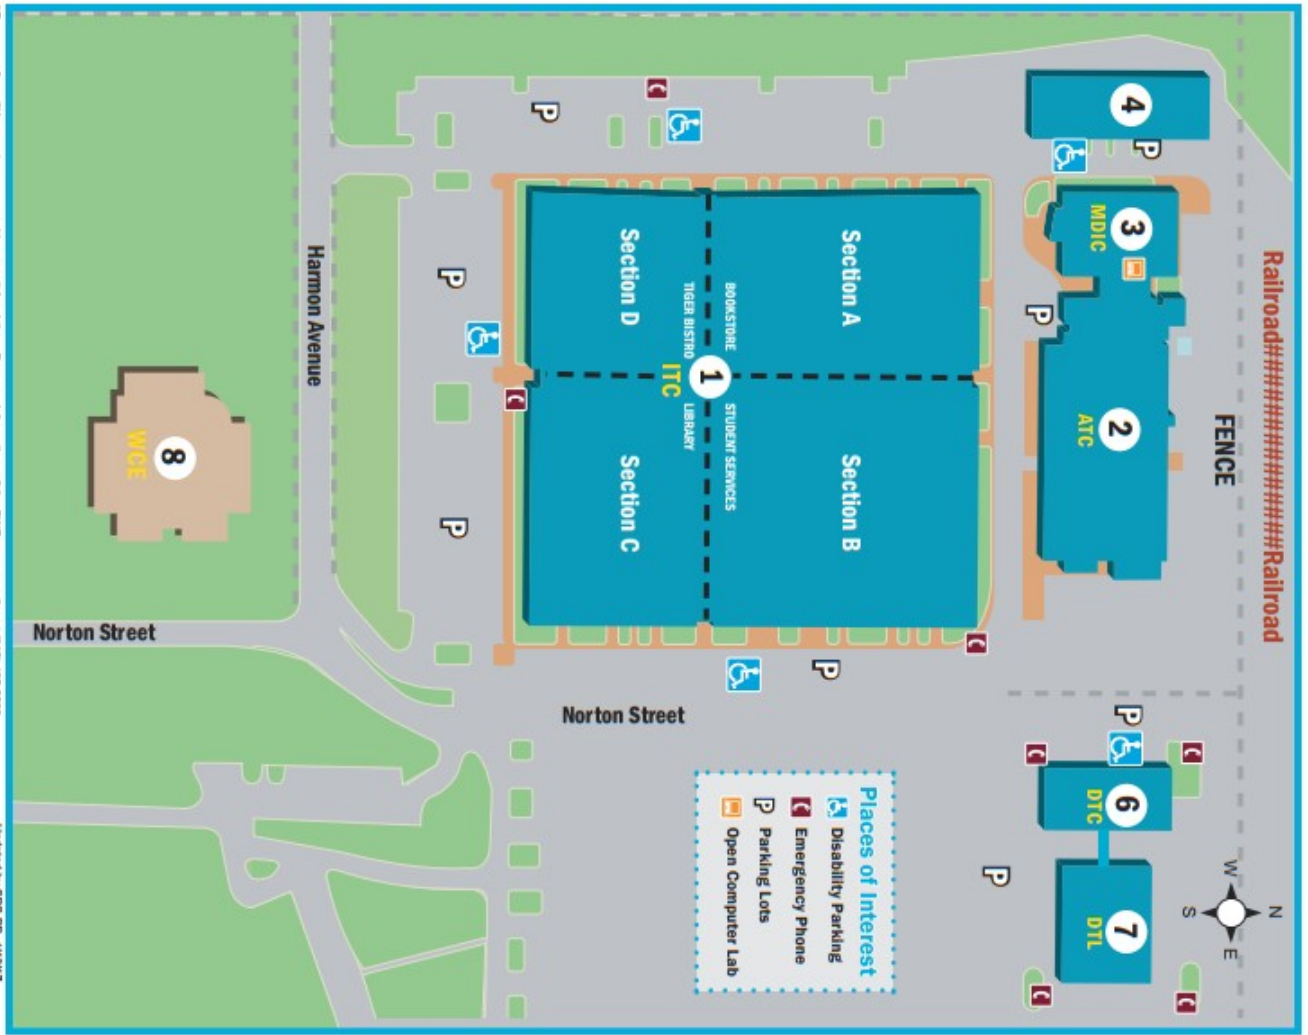 Railroad################Railroad
FENCE
N
W
E
S
4
3
MDIC
2
ATC
6
DTC
7
DTL
P
P
P
P
Section A
Section B
BOOKSTORE
STUDENT SERVICES
1
ITC
TIGER BISTRO
LIBRARY
Section D
Section C
P
P
P
P
Norton Street
Places of Interest
Disability Parking
Emergency Phone
P Parking Lots
Open Computer Lab
Harmon Avenue
8
WCE
Norton Street